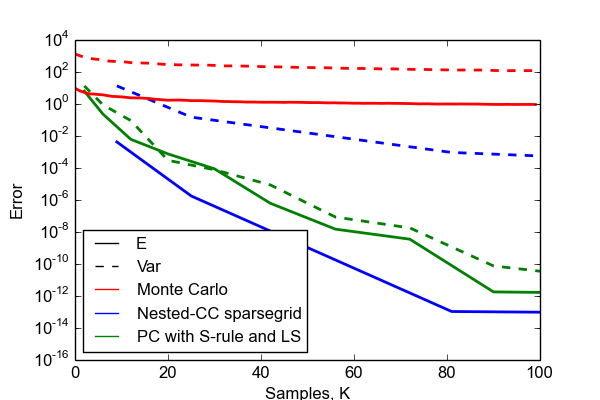 10^4
10^2
10^0
10^-2
10^-4
10^-6
10^-8
10^-10
10^-12
10^-14
10^-16
Error
E
Var
Monte Carlo
Nested-CC sparsegrid
PC with S-rule and LS
0 20 40 60 80 100
Samples, K